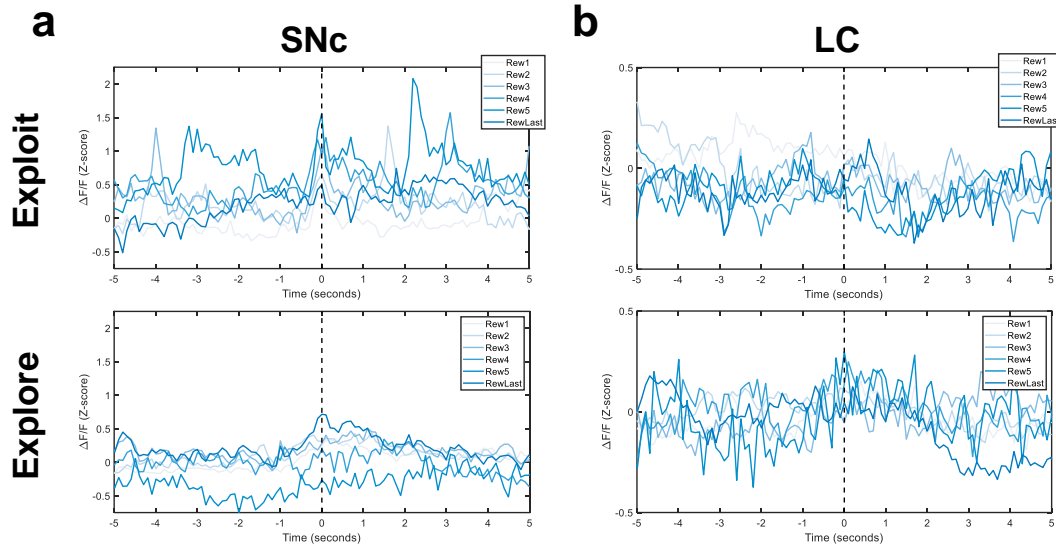 a
SNc
b
LC
Exploit
ΔF/F (Z-score)
2
1.5
1
0.5
0
-0.5
-5 -4 -3 -2 -1 0 1 2 3 4 5
Time (seconds)
Rew1
Rew2
Rew3
Rew4
Rew5
RewLast
ΔF/F (Z-score)
0.5
0
-0.5
-5 -4 -3 -2 -1 0 1 2 3 4 5
Time (seconds)
Rew1
Rew2
Rew3
Rew4
Rew5
RewLast
Explore
ΔF/F (Z-score)
2
1.5
1
0.5
0
-0.5
-5 -4 -3 -2 -1 0 1 2 3 4 5
Time (seconds)
Rew1
Rew2
Rew3
Rew4
Rew5
RewLast
ΔF/F (Z-score)
0.5
0
-0.5
-5 -4 -3 -2 -1 0 1 2 3 4 5
Time (seconds)
Rew1
Rew2
Rew3
Rew4
Rew5
RewLast